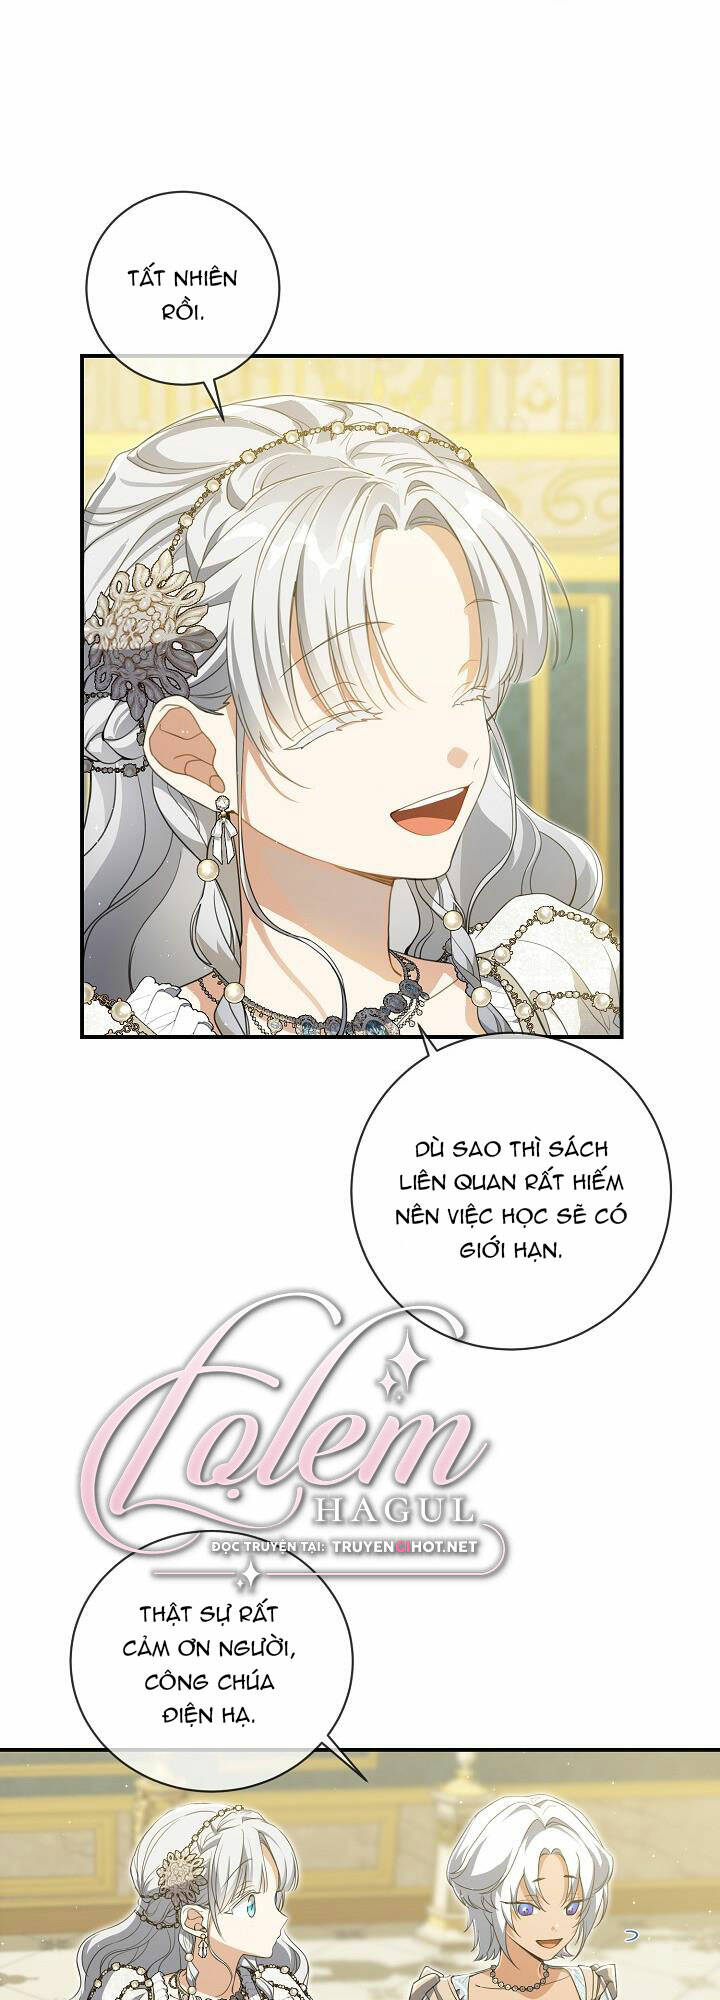 TẤT NHIÊN
RỒI.
DÙ SAO THÌ SÁCH
LIÊN QUAN RẤT HIẾM
NÊN VIỆC HỌC SẼ CÓ
GIỚI HẠN.
Lọlem
HAGUL
ĐỌC TRUYỆN TẠI: TRUYENGIHOT.NET
THẬT SỰ RẤT
CẢM ƠN NGƯỜI,
CÔNG CHÚA
ĐIỆN HẠ.